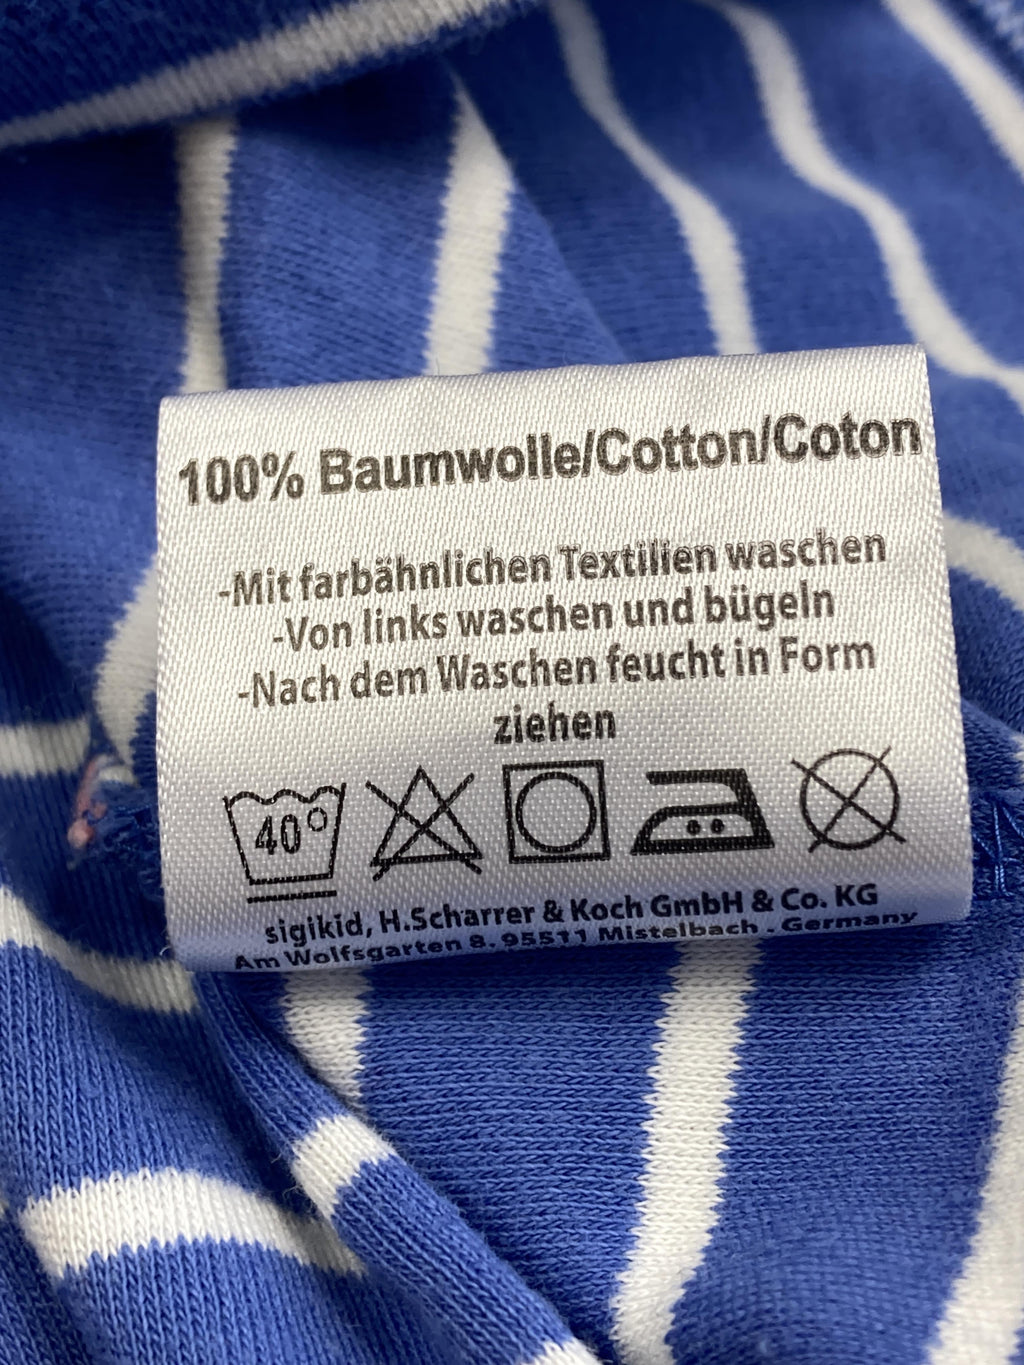 100% Baumwolle/Cotton/Coton
-Mit farbähnlichen Textilien waschen
-Von links waschen und bügeln
-Nach dem Waschen feucht in Form
ziehen
40°
sigikid, H.Scharrer & Koch GmbH & Co. KG
Am Wolfsgarten 8. 95511 Mistelbach . Germany